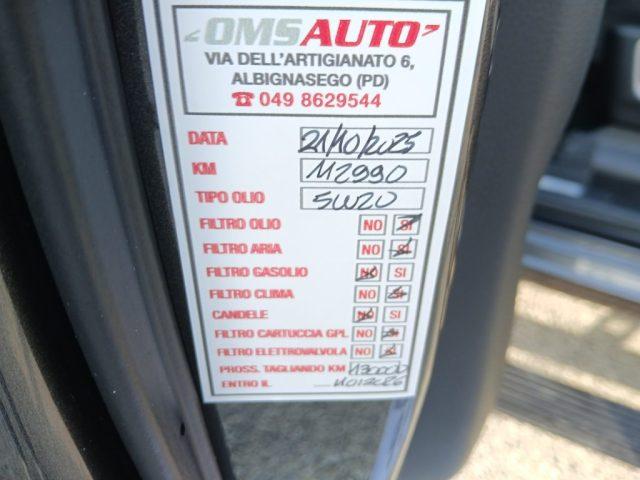 OMSAUTO
VIA DELL'ARTIGIANATO 6,
ALBIGNASEGO (PD)
☎ 049 8629544
DATA 21/10/2025
KM 112990
TIPO OLIO 5W20
FILTRO OLIO NO SI
FILTRO ARIA NO SI
FILTRO GASOLIO NO SI
FILTRO CLIMA NO SI
CANDELE NO SI
FILTRO CARTUCCIA GPL NO SI
FILTRO ELETTROVALVOLA NO SI
PROSS. TAGLIANDO KM 130000
ENTRO IL